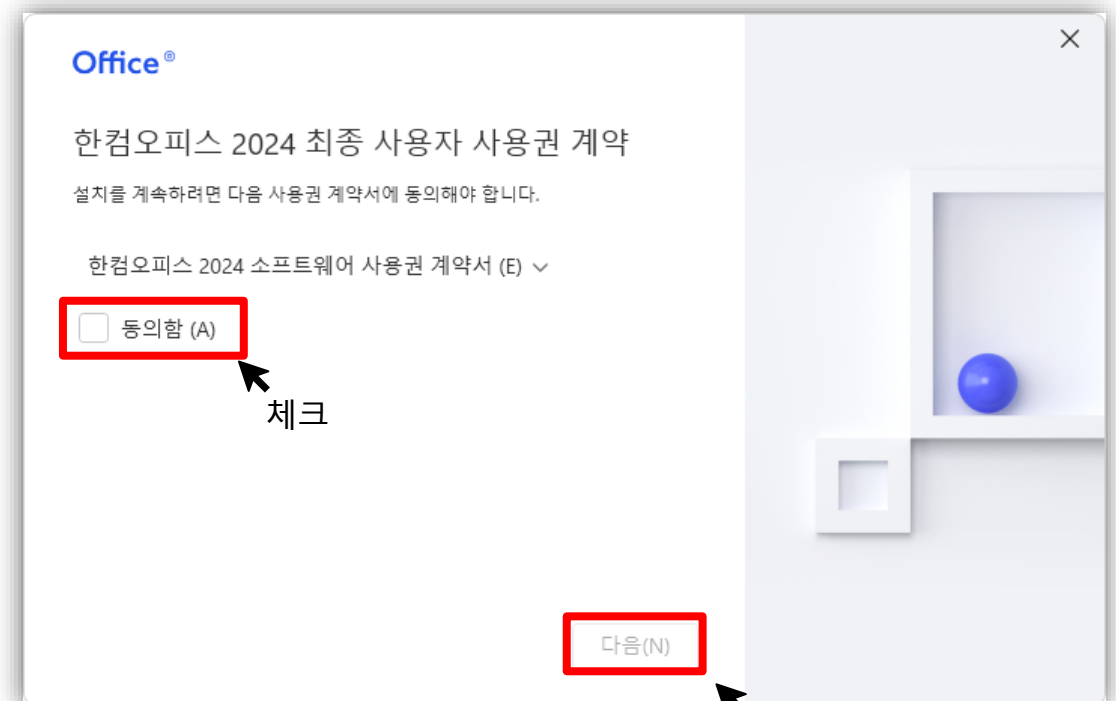 Office®
한컴오피스 2024 최종 사용자 사용권 계약
설치를 계속하려면 다음 사용권 계약서에 동의해야 합니다.
한컴오피스 2024 소프트웨어 사용권 계약서 (E)
동의함 (A)
체크
다음(N)